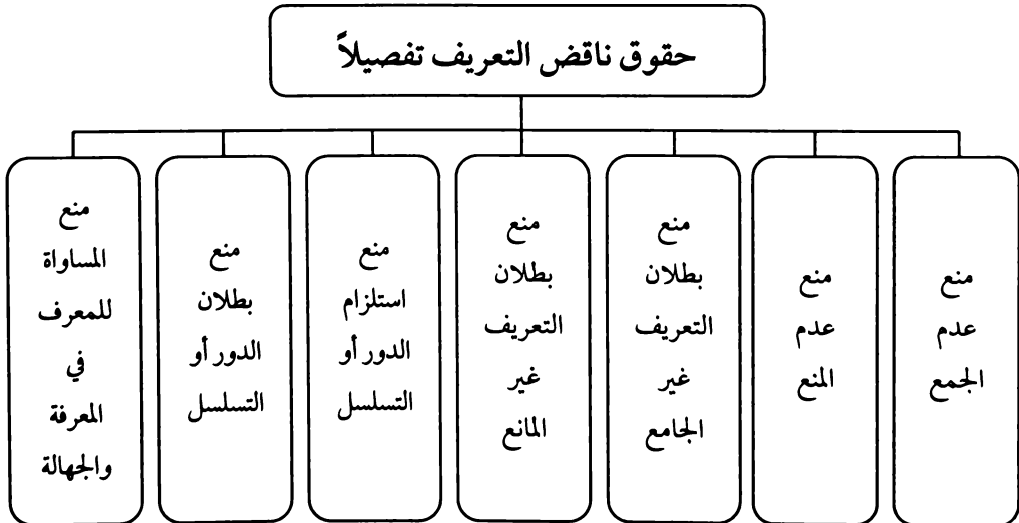 حقوق ناقض التعريف تفصيلاً
منع
عدم
الجمع
منع
عدم
المنع
منع
بطلان
التعريف
غير
الجامع
منع
بطلان
التعريف
غير
المانع
منع
استلزام
الدور أو
التسلسل
منع
بطلان
الدور أو
التسلسل
منع
المساواة
للمعرف
في
المعرفة
والجهالة